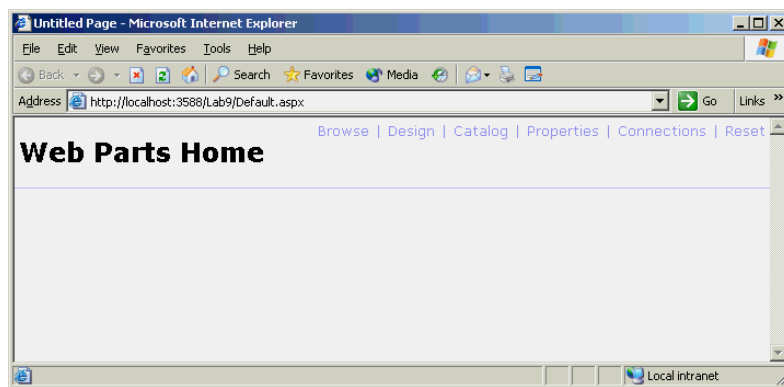 Untitled Page - Microsoft Internet Explorer
File Edit View Favorites Tools Help
Back Search Favorites Media
Address http://localhost:3588/Lab9/Default.aspx Go Links »
Browse | Design | Catalog | Properties | Connections | Reset
Web Parts Home
Local intranet